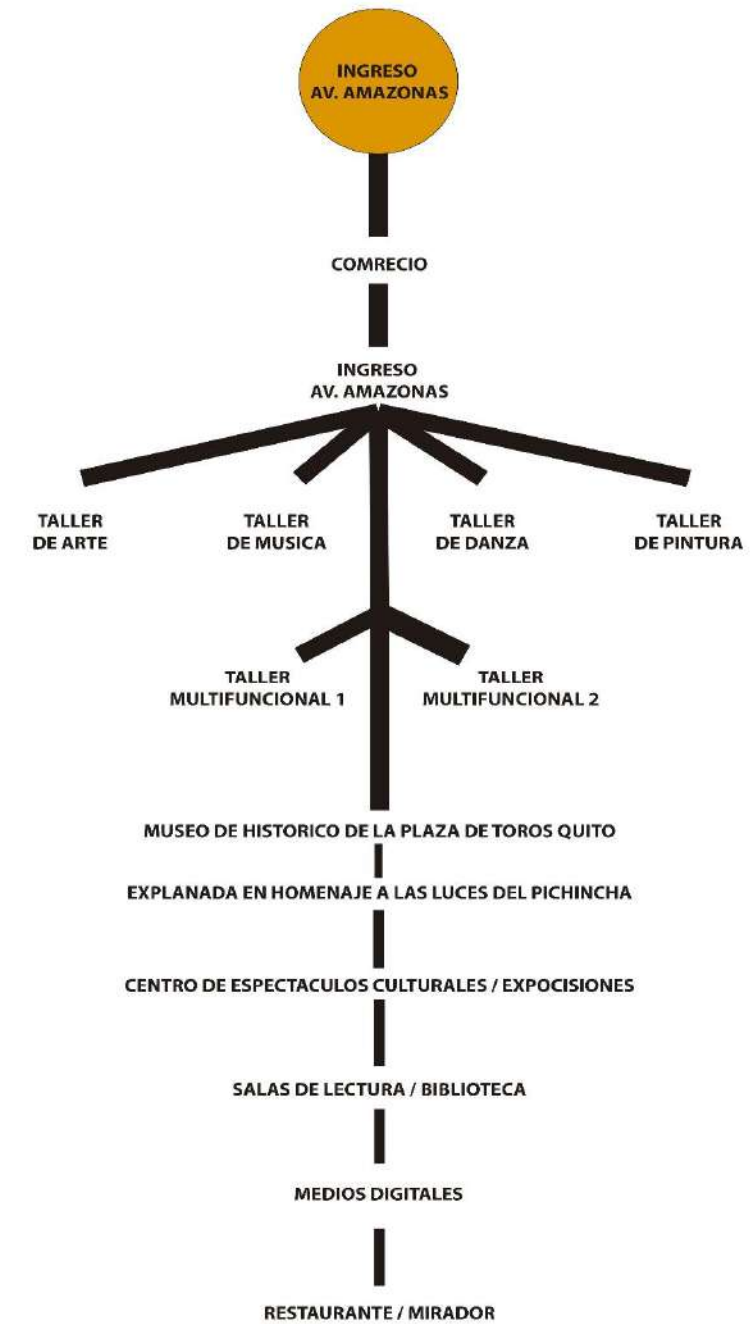 INGRESO
AV. AMAZONAS
COMRECIO
INGRESO
AV. AMAZONAS
TALLER
DE ARTE
TALLER
DE MUSICA
TALLER
DE DANZA
TALLER
DE PINTURA
TALLER
MULTIFUNCIONAL 1
TALLER
MULTIFUNCIONAL 2
MUSEO DE HISTORICO DE LA PLAZA DE TOROS QUITO
EXPLANADA EN HOMENAJE A LAS LUCES DEL PICHINCHA
CENTRO DE ESPECTACULOS CULTURALES / EXPOCISIONES
SALAS DE LECTURA / BIBLIOTECA
MEDIOS DIGITALES
RESTAURANTE / MIRADOR